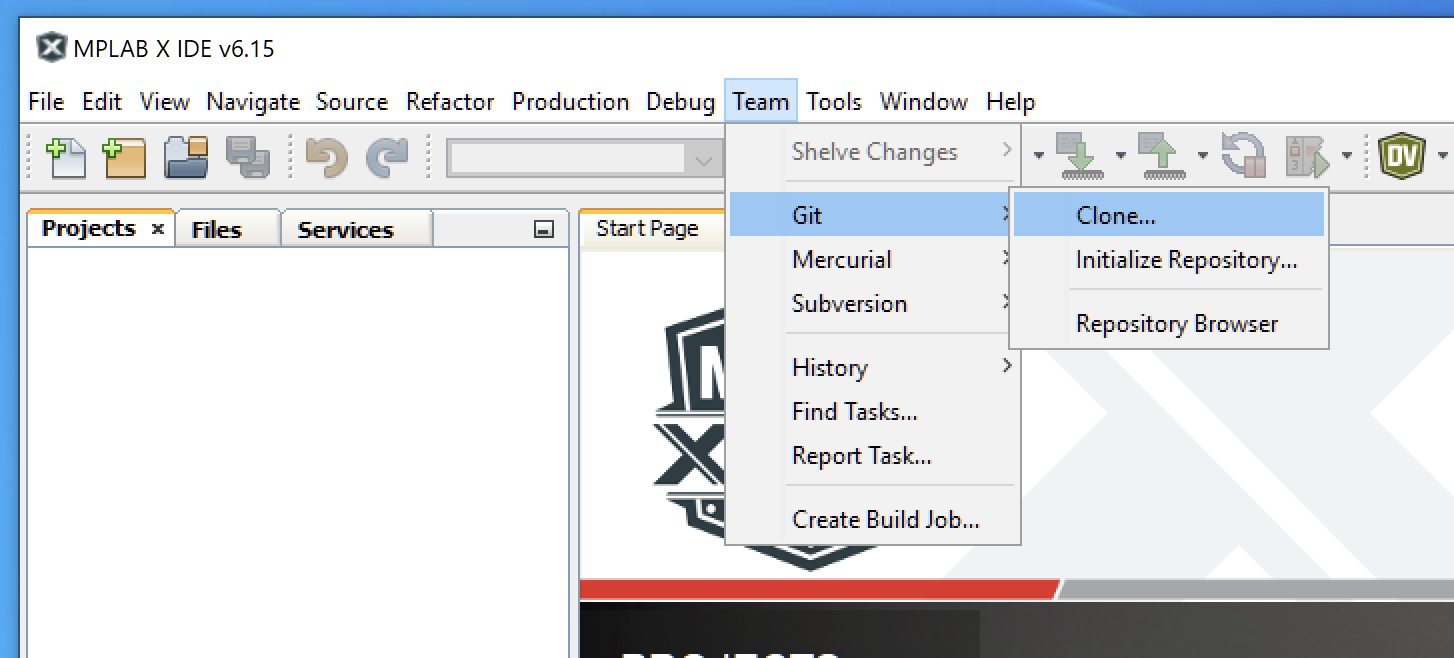 MPLAB X IDE v6.15
File Edit View Navigate Source Refactor Production Debug Team Tools Window Help
Shelve Changes
DV
Git
Clone...
Projects
Files
Services
Start Page
Mercurial
Initialize Repository...
Subversion
Repository Browser
History
Find Tasks...
Report Task...
Create Build Job...